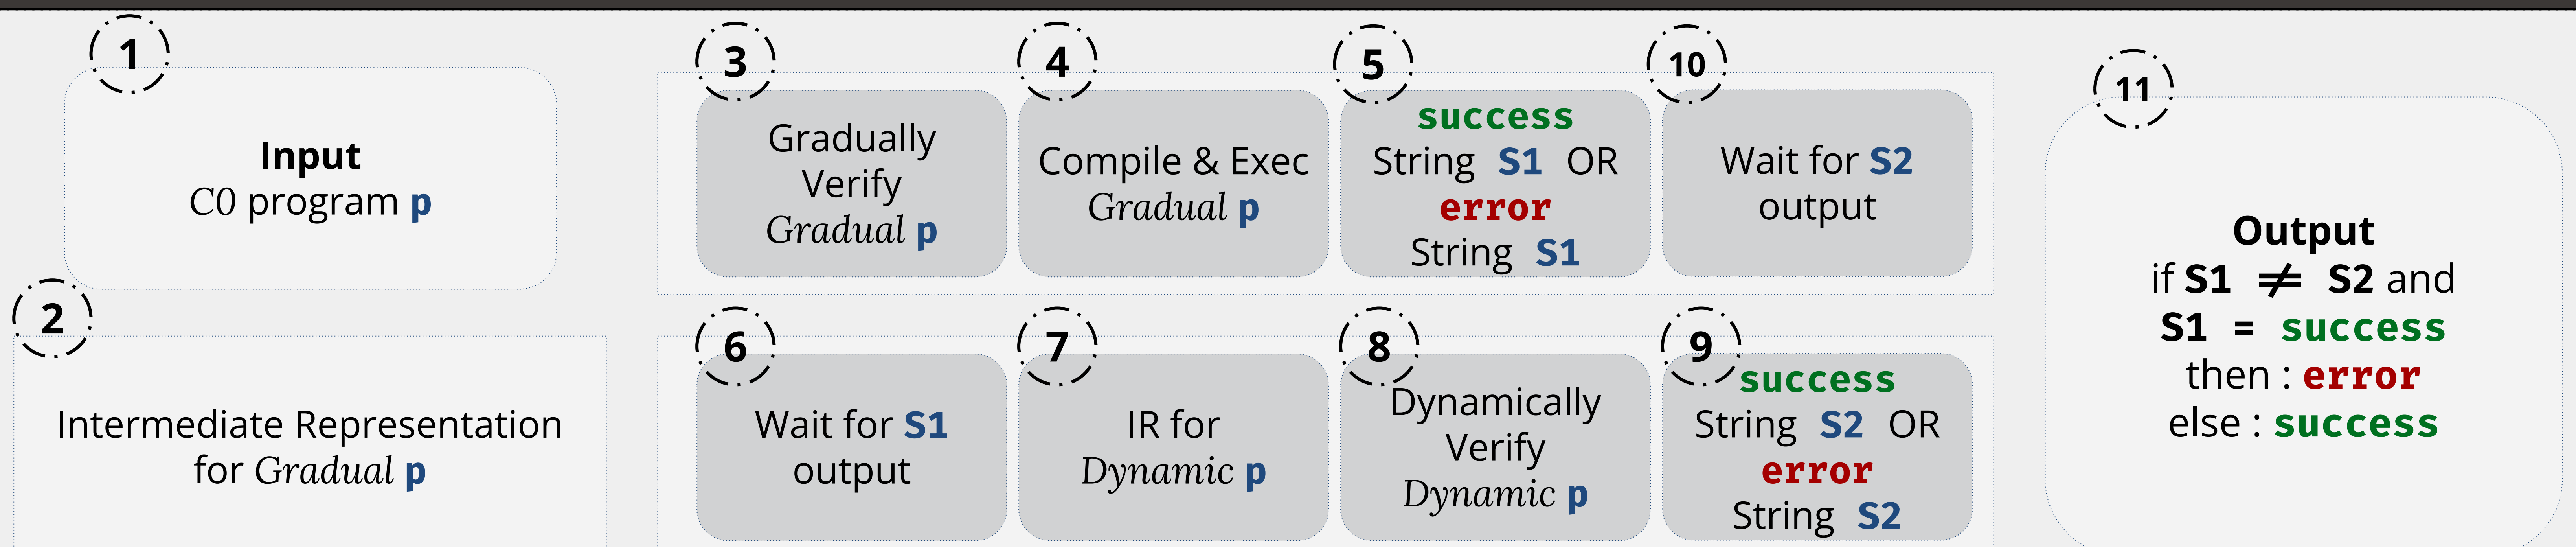 1
Input
C0 program p
2
Intermediate Representation
for Gradual p
3
Gradually
Verify
Gradual p
4
Compile & Exec
Gradual p
5
success
String S1 OR
error
String S1
10
Wait for S2
output
6
Wait for S1
output
7
IR for
Dynamic p
8
Dynamically
Verify
Dynamic p
9
success
String S2 OR
error
String S2
11
Output
if S1 ≠ S2 and
S1 = success
then : error
else : success